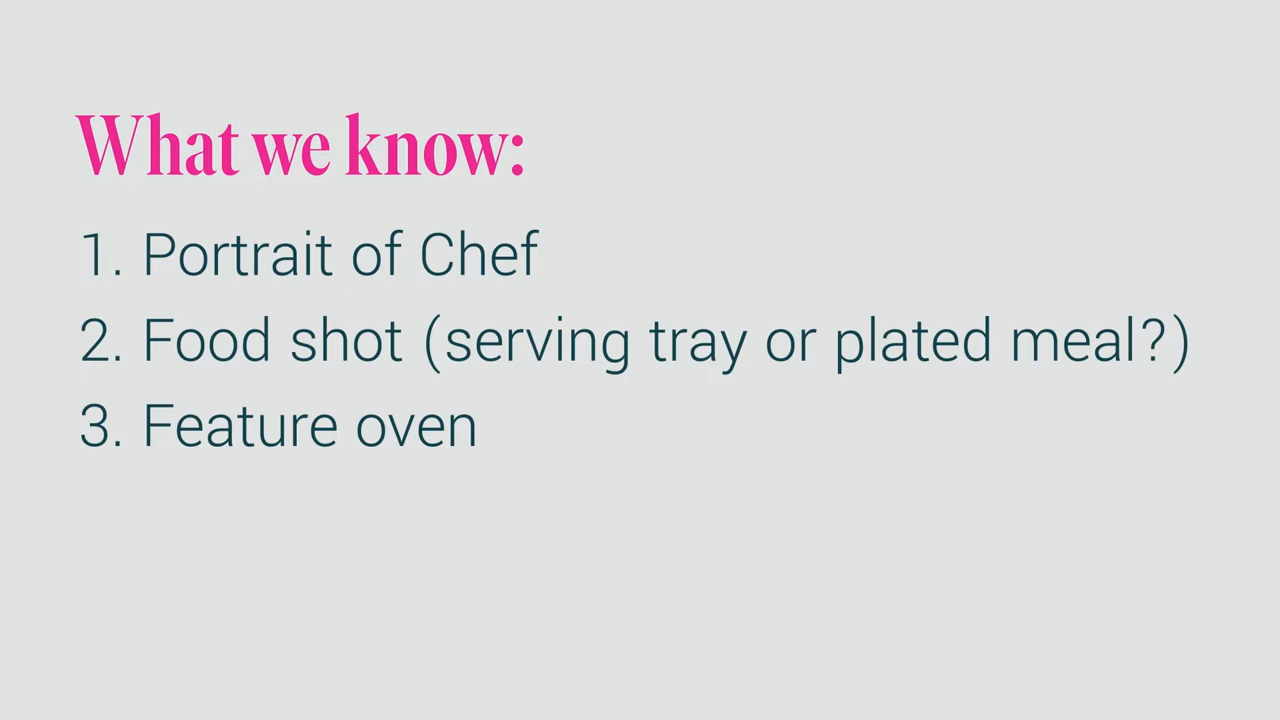 What we know:
1. Portrait of Chef
2. Food shot (serving tray or plated meal?)
3. Feature oven